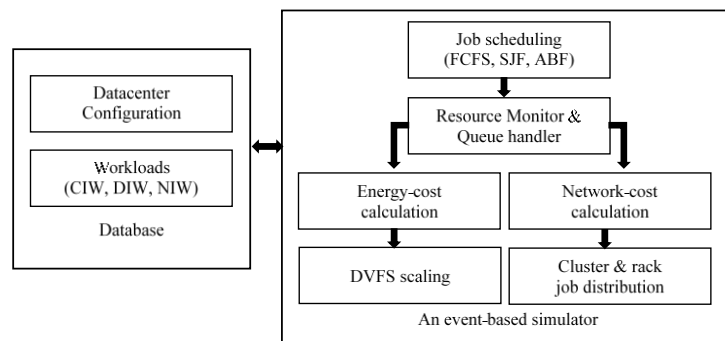 Datacenter
Configuration
Workloads
(CIW, DIW, NIW)
Database
Job scheduling
(FCFS, SJF, ABF)
Resource Monitor &
Queue handler
Energy-cost
calculation
Network-cost
calculation
DVFS scaling
Cluster & rack
job distribution
An event-based simulator